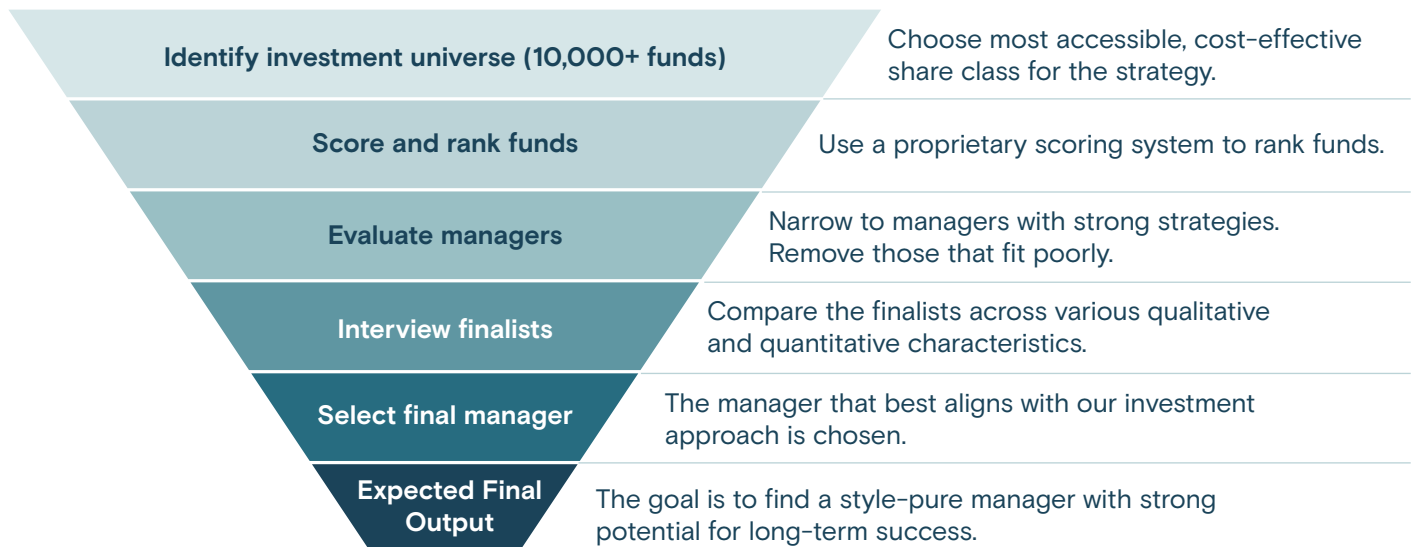 Identify investment universe (10,000+ funds)
Choose most accessible, cost-effective
share class for the strategy.
Score and rank funds
Use a proprietary scoring system to rank funds.
Evaluate managers
Narrow to managers with strong strategies.
Remove those that fit poorly.
Interview finalists
Compare the finalists across various qualitative
and quantitative characteristics.
Select final manager
The manager that best aligns with our investment
approach is chosen.
Expected Final
Output
The goal is to find a style-pure manager with strong
potential for long-term success.